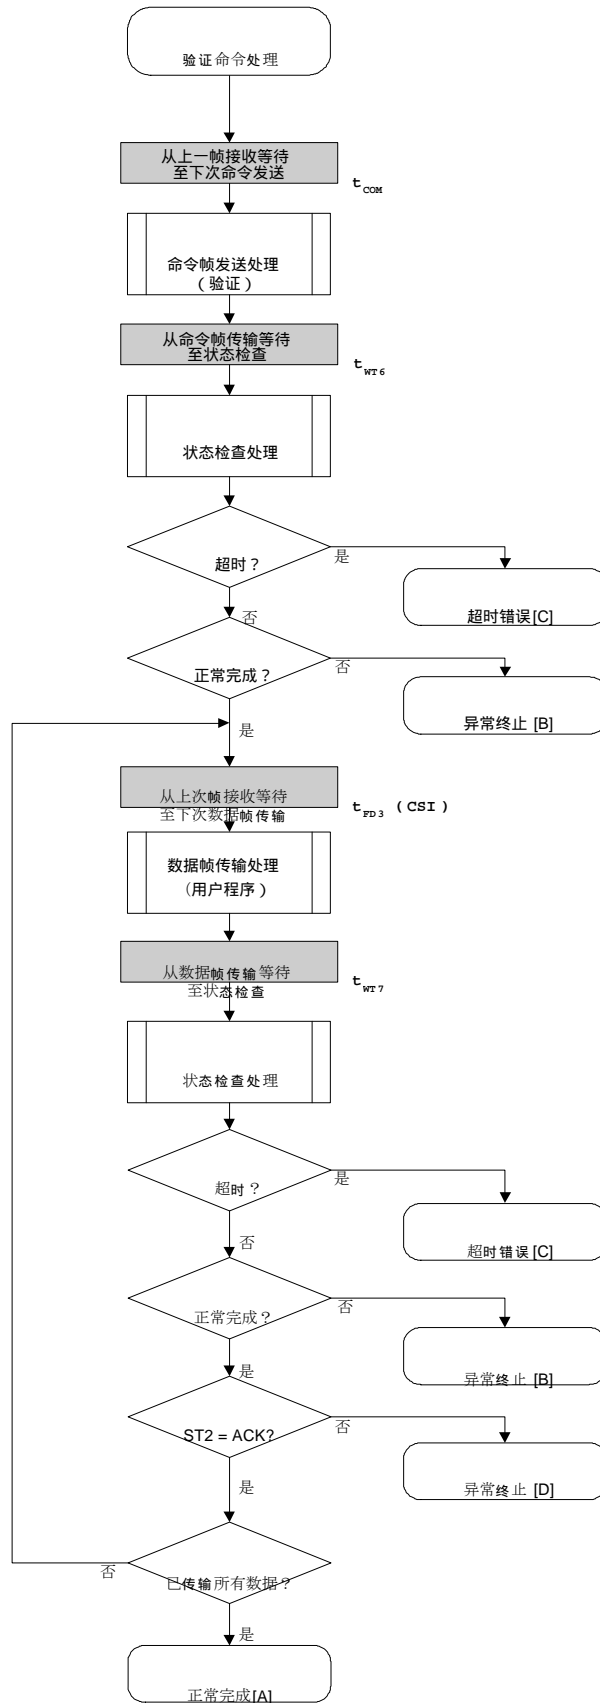 验证命令处理
从上一帧接收等待
至下次命令发送
tCOM
命令帧发送处理
（验证）
从命令帧传输等待
至状态检查
tWT6
状态检查处理
超时？
是
超时错误[C]
否
正常完成？
否
异常终止 [B]
是
从上次帧接收等待
至下次数据帧传输
tFD3（CSI）
数据帧传输处理
（用户程序）
从数据帧传输等待
至状态检查
tWT7
状态检查处理
超时？
是
超时错误[C]
否
正常完成？
否
异常终止 [B]
是
ST2 = ACK?
否
异常终止 [D]
是
已传输所有数据？
否
是
正常完成[A]